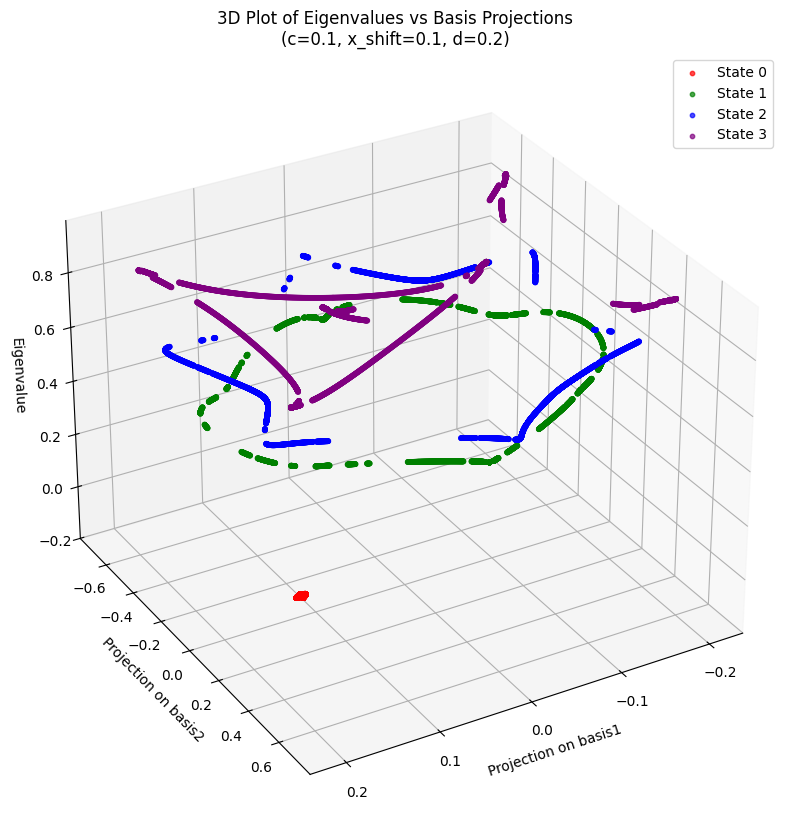 3D Plot of Eigenvalues vs Basis Projections
(c=0.1, x_shift=0.1, d=0.2)
State 0
State 1
State 2
State 3
Eigenvalue
0.8
0.6
0.4
0.2
0.0
−0.2
Projection on basis2
−0.6
−0.4
−0.2
0.0
0.2
0.4
0.6
Projection on basis1
0.2
0.1
0.0
−0.1
−0.2